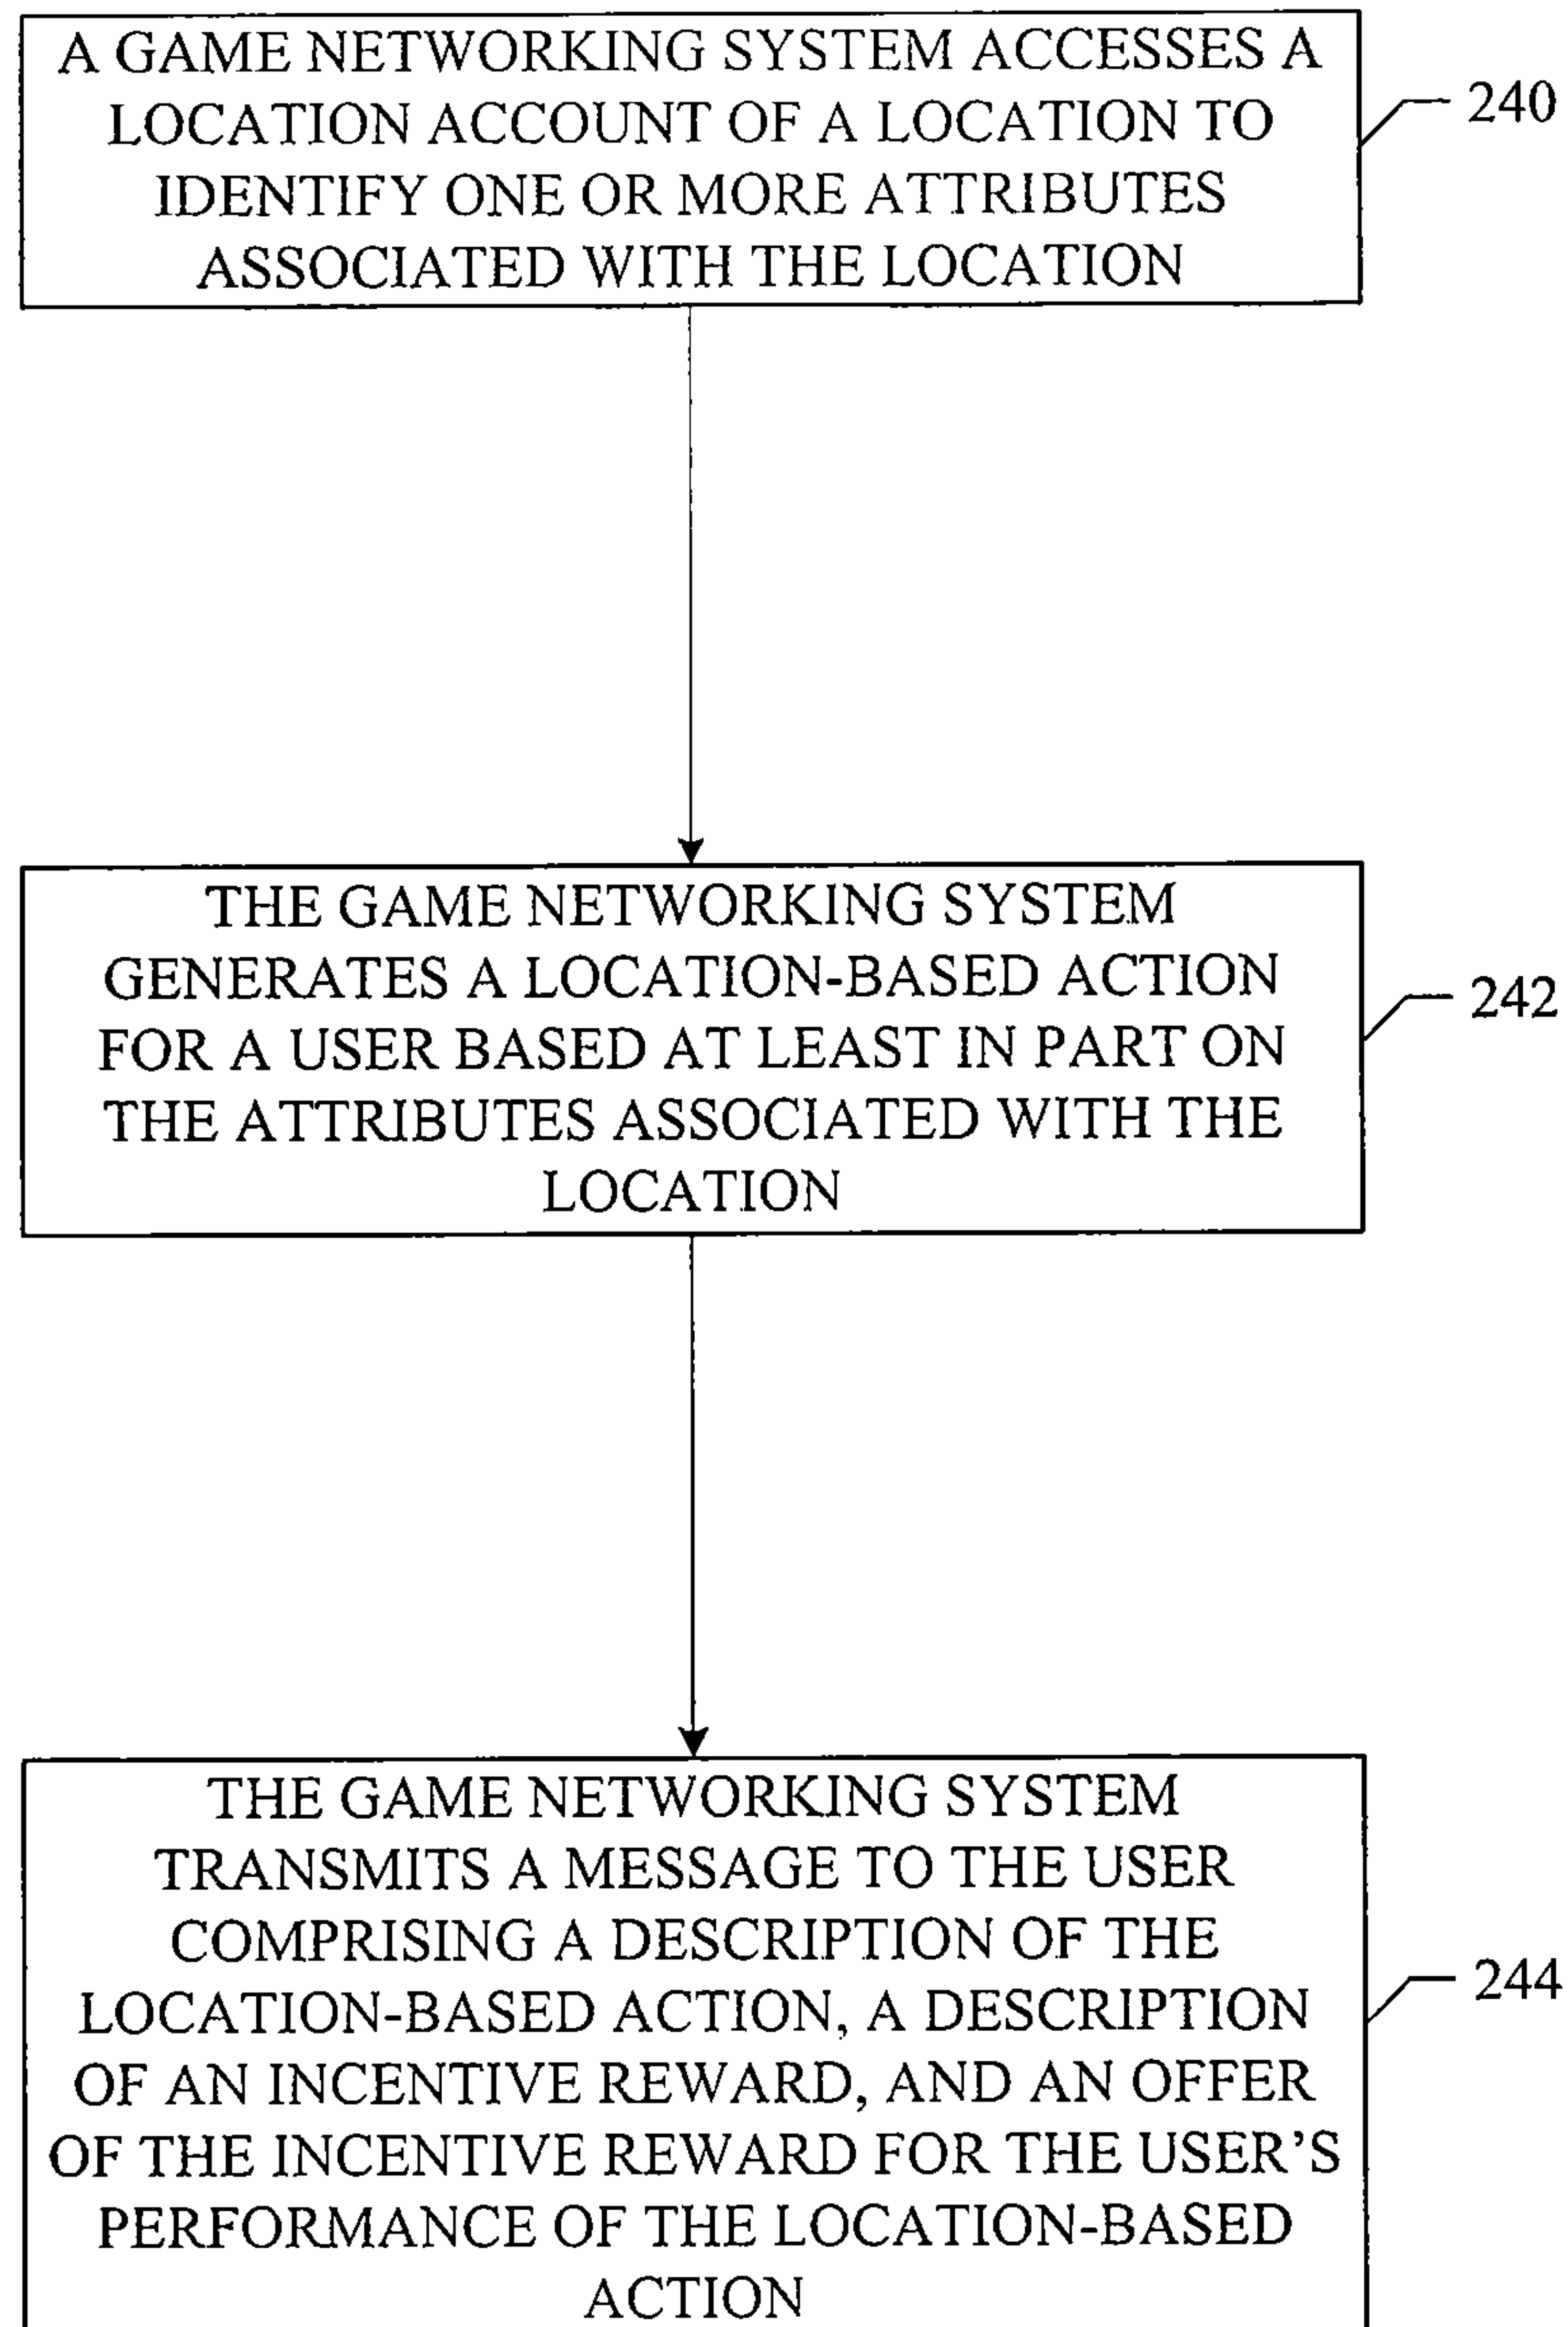 A GAME NETWORKING SYSTEM ACCESSES A
LOCATION ACCOUNT OF A LOCATION TO
IDENTIFY ONE OR MORE ATTRIBUTES
ASSOCIATED WITH THE LOCATION
240
THE GAME NETWORKING SYSTEM
GENERATES A LOCATION-BASED ACTION
FOR A USER BASED AT LEAST IN PART ON
THE ATTRIBUTES ASSOCIATED WITH THE
LOCATION
242
THE GAME NETWORKING SYSTEM
TRANSMITS A MESSAGE TO THE USER
COMPRISING A DESCRIPTION OF THE
LOCATION-BASED ACTION, A DESCRIPTION
OF AN INCENTIVE REWARD, AND AN OFFER
OF THE INCENTIVE REWARD FOR THE USER’S
PERFORMANCE OF THE LOCATION-BASED
ACTION
244